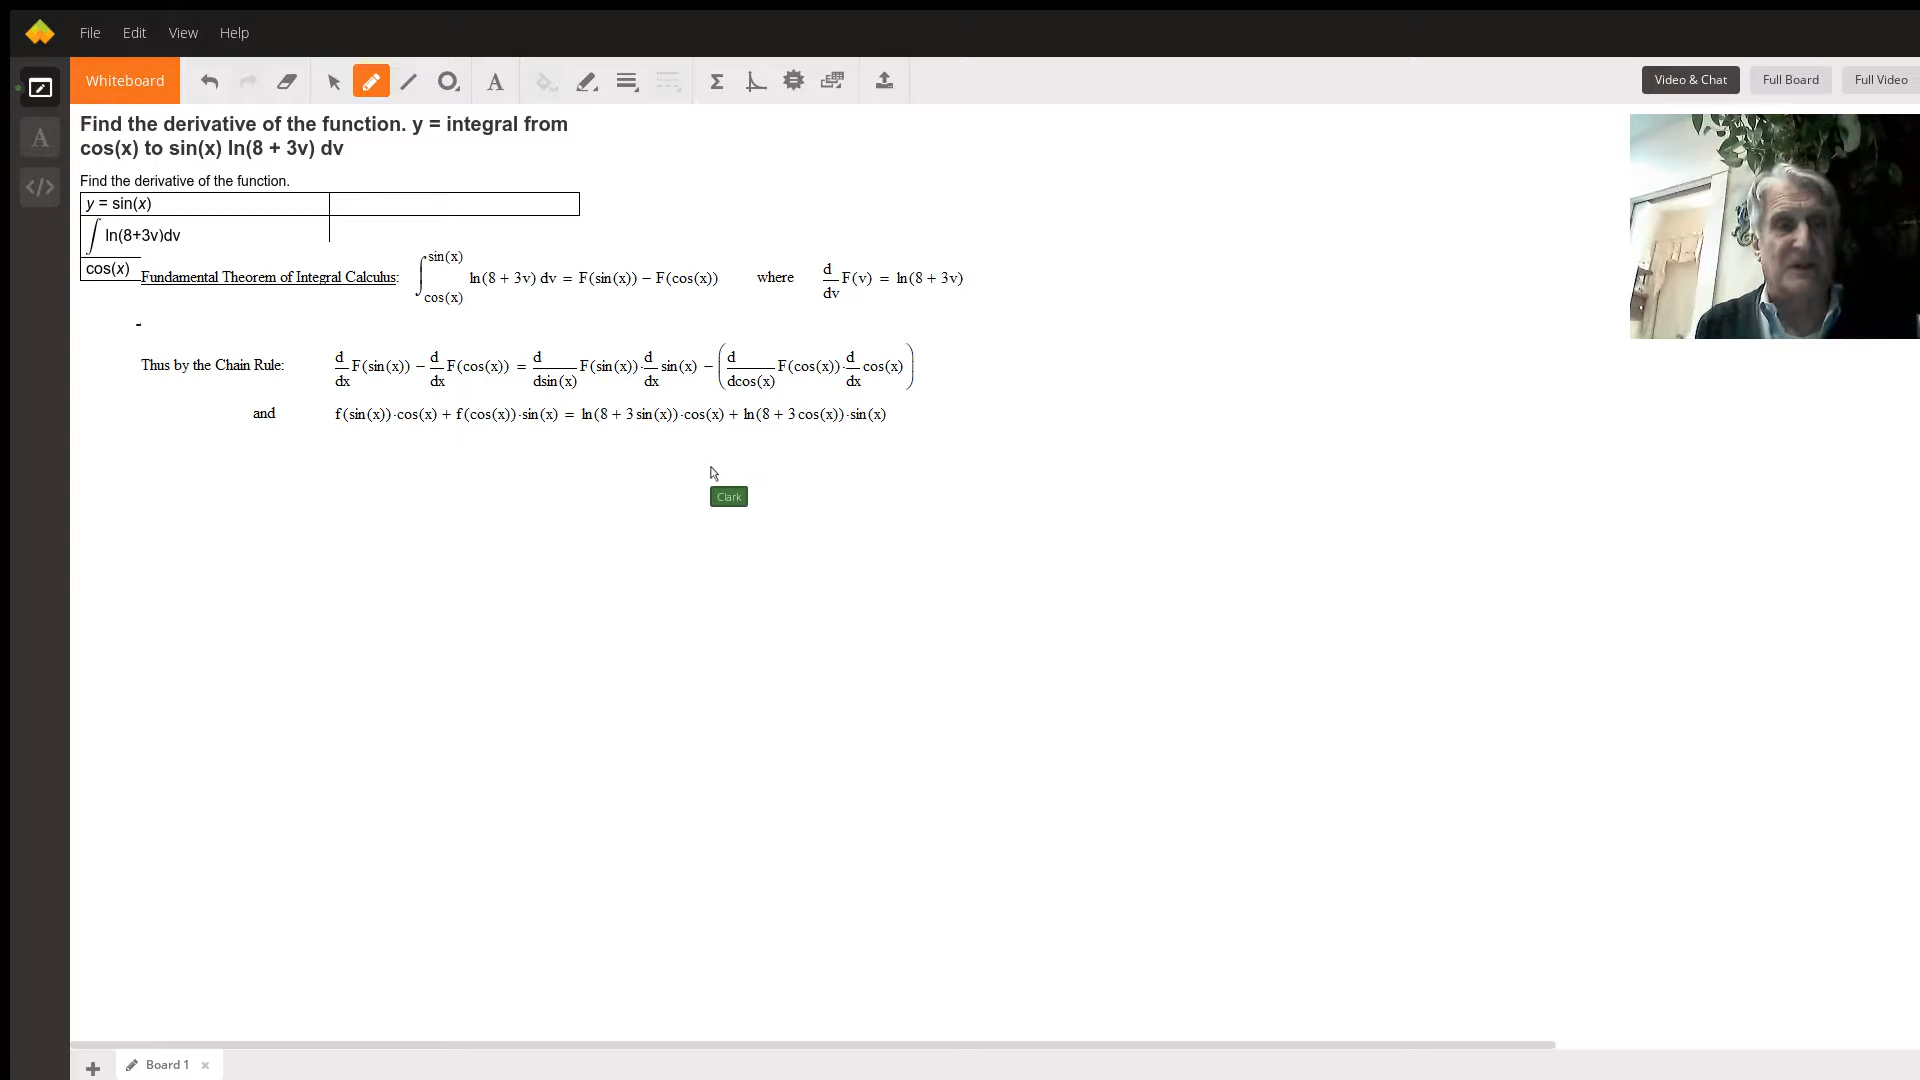 File Edit View Help
Whiteboard
A
Σ
Video & Chat Full Board Full Video
A
</>
Find the derivative of the function. y = integral from
cos(x) to sin(x) ln(8 + 3v) dv
Find the derivative of the function.
y = sin(x)
∫ ln(8+3v)dv
cos(x)
Fundamental Theorem of Integral Calculus: ∫_cos(x)^sin(x) ln(8 + 3v) dv = F(sin(x)) − F(cos(x)) where d/dv F(v) = ln(8 + 3v)
-
Thus by the Chain Rule: d/dx F(sin(x)) − d/dx F(cos(x)) = d/dsin(x) F(sin(x))·d/dx sin(x) − (d/dcos(x) F(cos(x))·d/dx cos(x))
and f(sin(x))·cos(x) + f(cos(x))·sin(x) = ln(8 + 3 sin(x))·cos(x) + ln(8 + 3 cos(x))·sin(x)
Clark
+ Board 1 ×